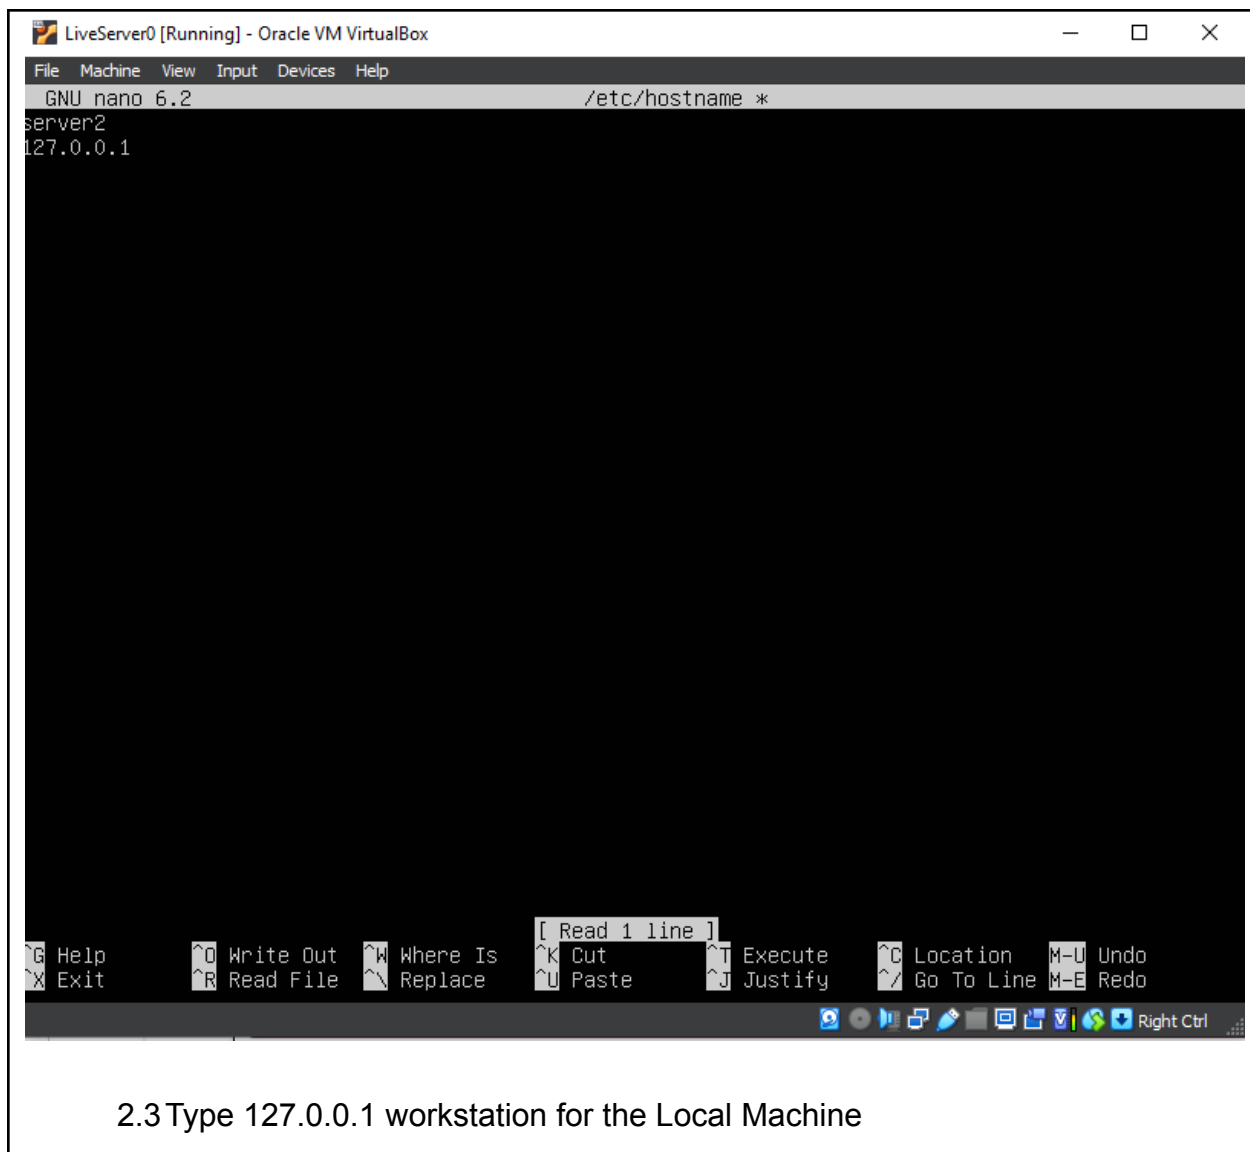 LiveServer0 [Running] - Oracle VM VirtualBox
File Machine View Input Devices Help
GNU nano 6.2 /etc/hostname *
server2
127.0.0.1
[ Read 1 line ]
^G Help ^O Write Out ^W Where Is ^K Cut ^T Execute ^C Location M-U Undo
^X Exit ^R Read File ^\ Replace ^U Paste ^J Justify ^/ Go To Line M-E Redo
Right Ctrl
2.3 Type 127.0.0.1 workstation for the Local Machine